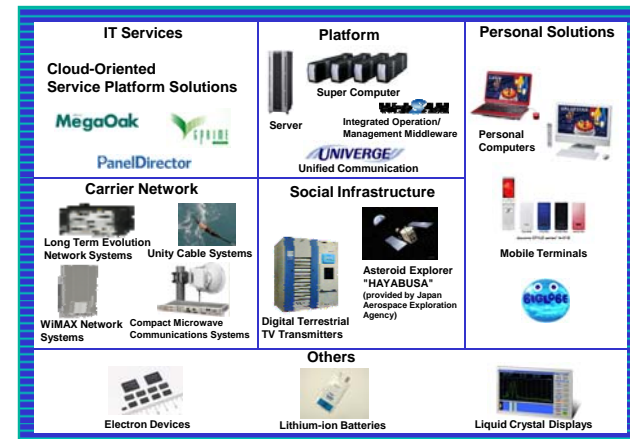 IT Services
Cloud-Oriented
Service Platform Solutions
MegaOak
GPRIME
PanelDirector
Platform
Super Computer
Server
WebSAM
Integrated Operation/
Management Middleware
UNIVERGE
Unified Communication
Personal Solutions
Personal
Computers
Mobile Terminals
BIGLOBE
Carrier Network
Long Term Evolution
Network Systems
Unity Cable Systems
WiMAX Network
Systems
Compact Microwave
Communications Systems
Social Infrastructure
Digital Terrestrial
TV Transmitters
Asteroid Explorer
"HAYABUSA"
(provided by Japan
Aerospace Exploration
Agency)
Others
Electron Devices
Lithium-ion Batteries
Liquid Crystal Displays